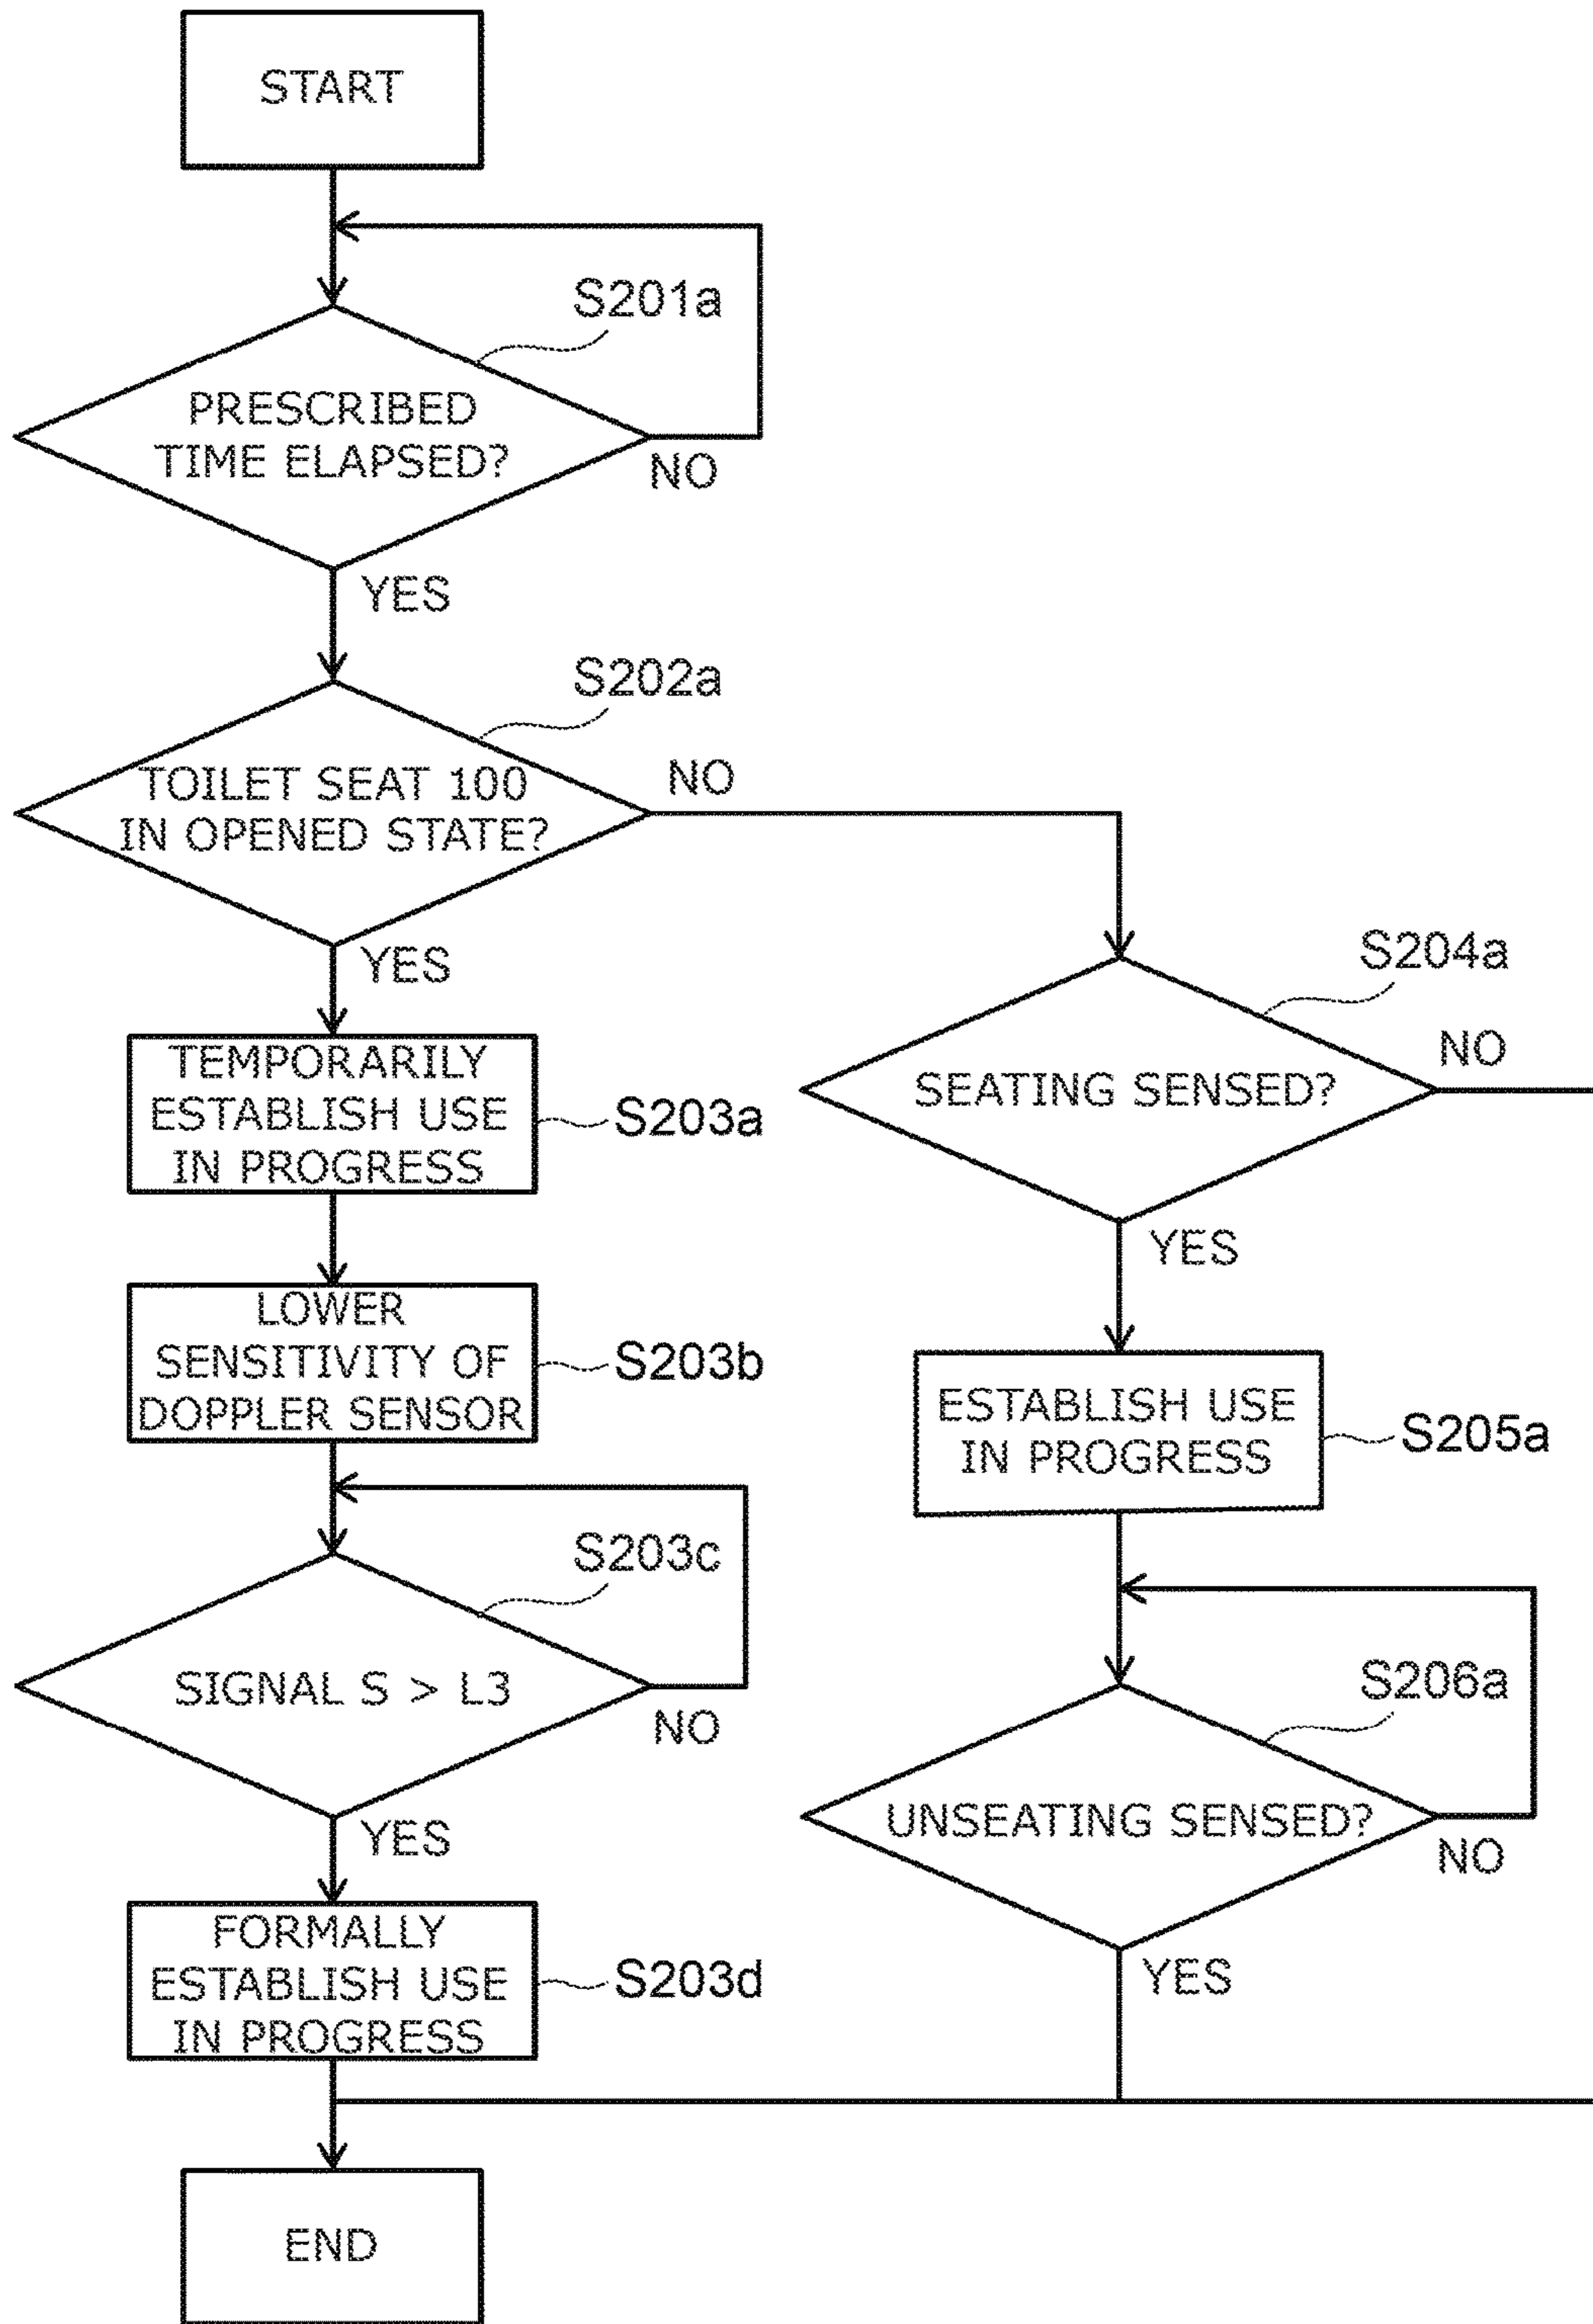 START
S201a
PRESCRIBED
TIME ELAPSED?
NO
YES
S202a
TOILET SEAT 100
IN OPENED STATE?
NO
YES
TEMPORARILY
ESTABLISH USE
IN PROGRESS
S203a
LOWER
SENSITIVITY OF
DOPPLER SENSOR
S203b
S203c
SIGNAL S > L3
NO
YES
FORMALLY
ESTABLISH USE
IN PROGRESS
S203d
S204a
SEATING SENSED?
NO
YES
ESTABLISH USE
IN PROGRESS
S205a
S206a
UNSEATING SENSED?
NO
YES
END